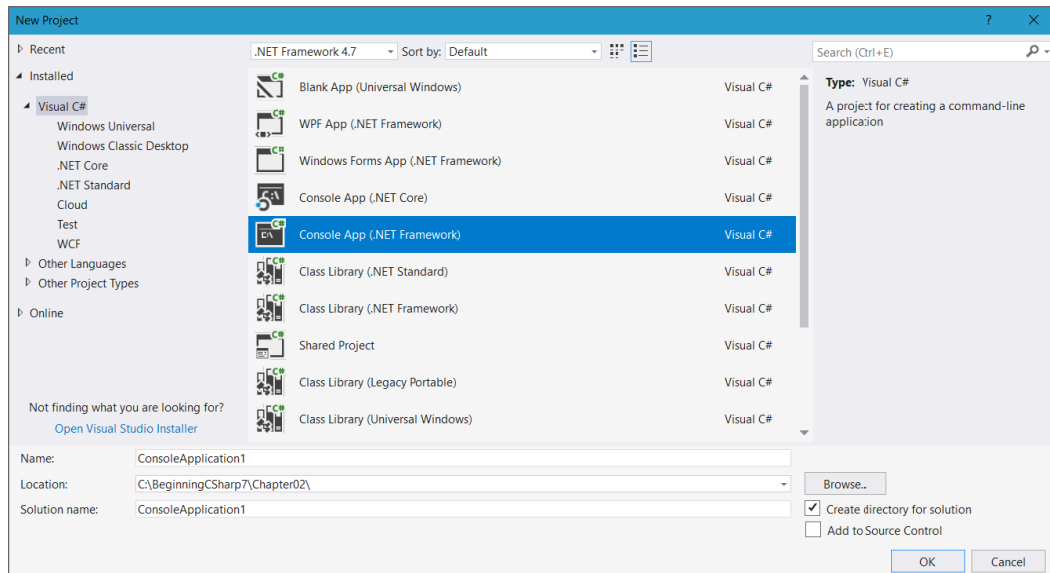 New Project
?
Recent
.NET Framework 4.7
Sort by: Default
Search (Ctrl+E)
Installed
Visual C#
Windows Universal
Windows Classic Desktop
.NET Core
.NET Standard
Cloud
Test
WCF
Other Languages
Other Project Types
Online
Not finding what you are looking for?
Open Visual Studio Installer
C# Blank App (Universal Windows) Visual C#
C# WPF App (.NET Framework) Visual C#
C# Windows Forms App (.NET Framework) Visual C#
C:\ Console App (.NET Core) Visual C#
C# C:\ Console App (.NET Framework) Visual C#
C# Class Library (.NET Standard) Visual C#
C# Class Library (.NET Framework) Visual C#
C# Shared Project Visual C#
C# Class Library (Legacy Portable) Visual C#
C# Class Library (Universal Windows) Visual C#
Type: Visual C#
A project for creating a command-line
application
Name: ConsoleApplication1
Location: C:\BeginningCSharp7\Chapter02\
Browse..
Solution name: ConsoleApplication1
Create directory for solution
Add to Source Control
OK
Cancel